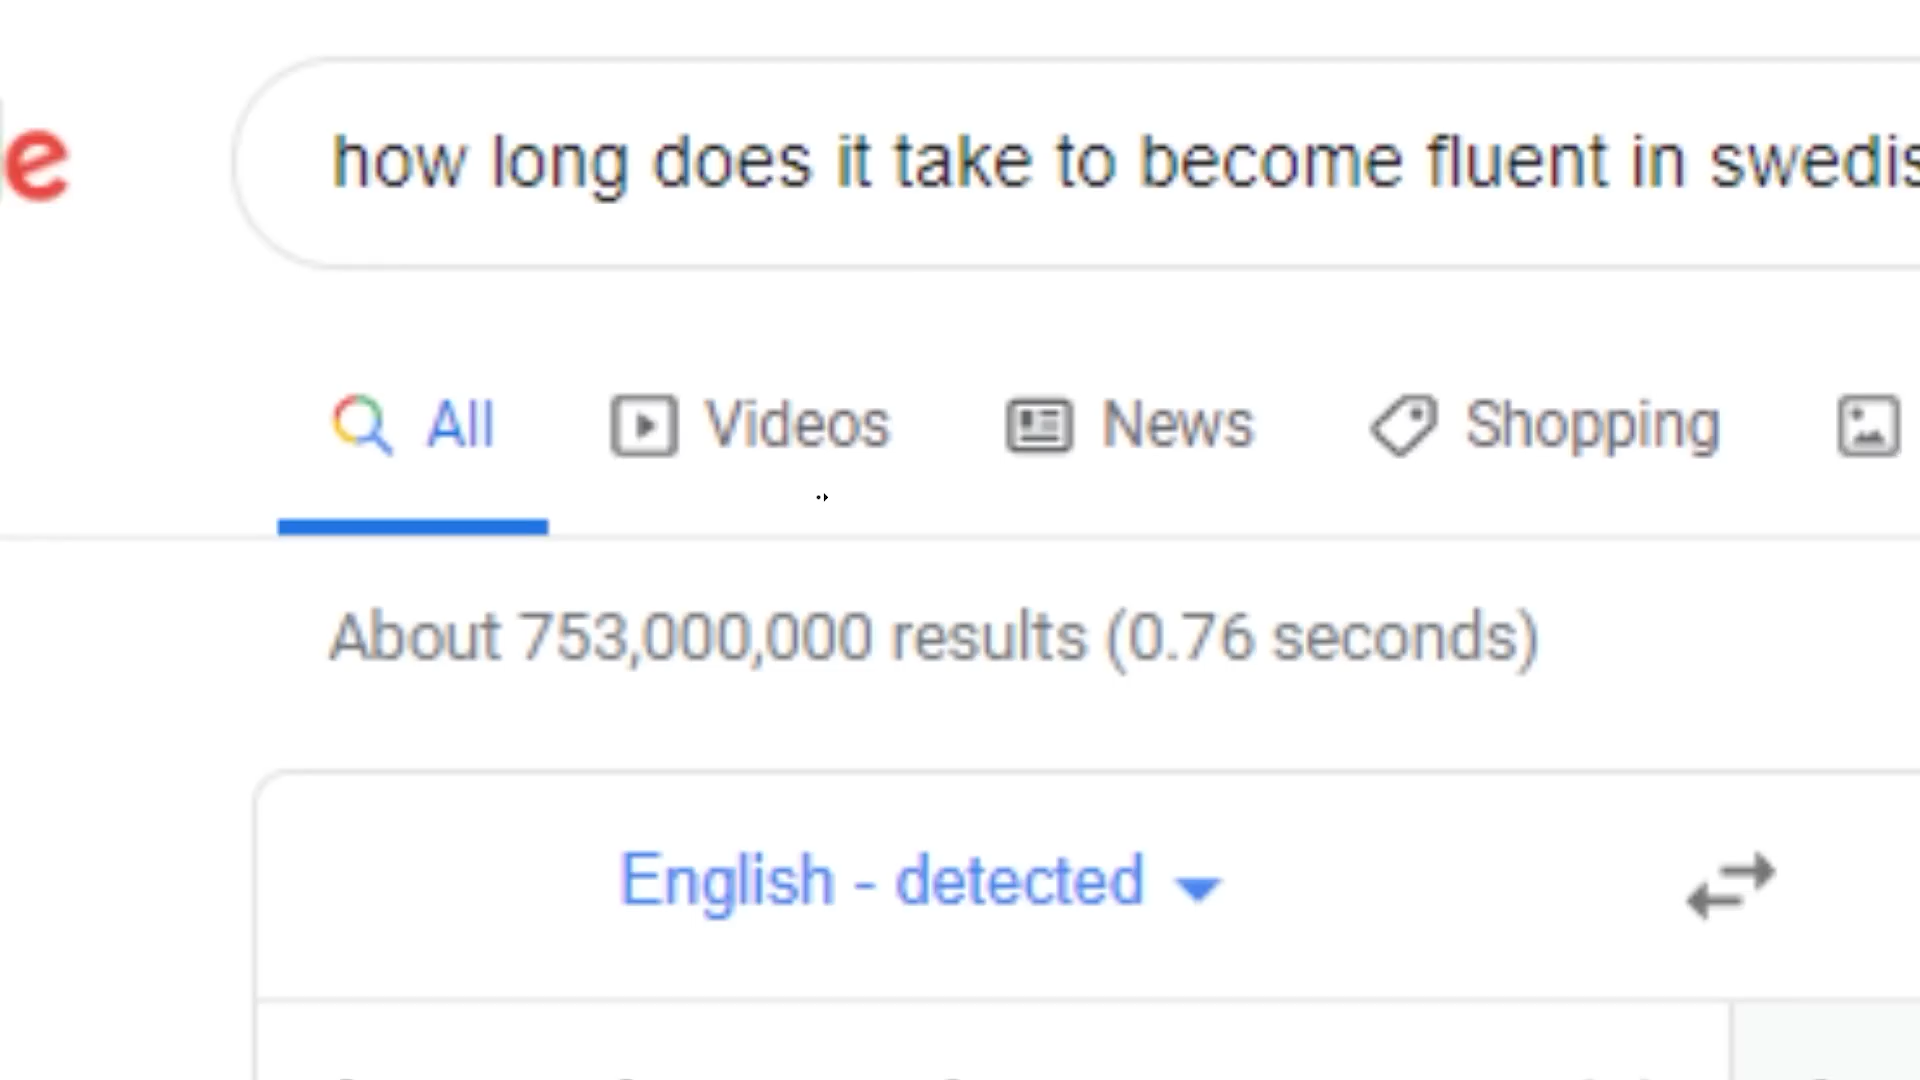 le
how long does it take to become fluent in swedis
All Videos News Shopping
About 753,000,000 results (0.76 seconds)
English - detected